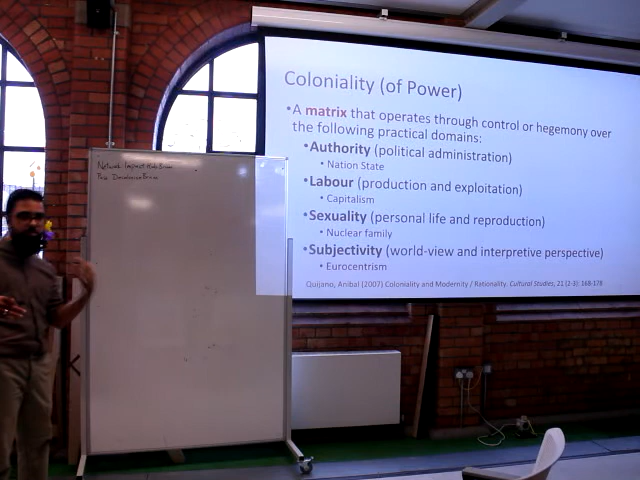 Coloniality (of Power)
•A matrix that operates through control or hegemony over
the following practical domains:
•Authority (political administration)
• Nation State
•Labour (production and exploitation)
• Capitalism
•Sexuality (personal life and reproduction)
• Nuclear family
•Subjectivity (world-view and interpretive perspective)
• Eurocentrism
Quijano, Anibal (2007) Coloniality and Modernity / Rationality. Cultural Studies, 21 (2-3): 168-178
Network